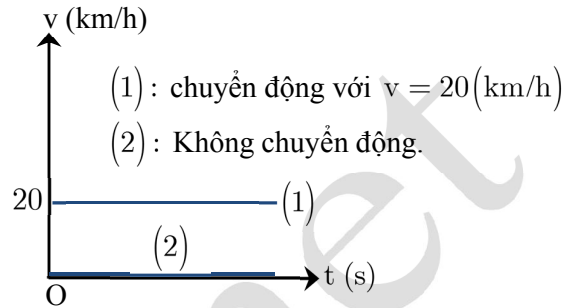 v (km/h)
(1) : chuyển động với v = 20(km/h)
(2) : Không chuyển động.
20
(1)
(2)
t (s)
O